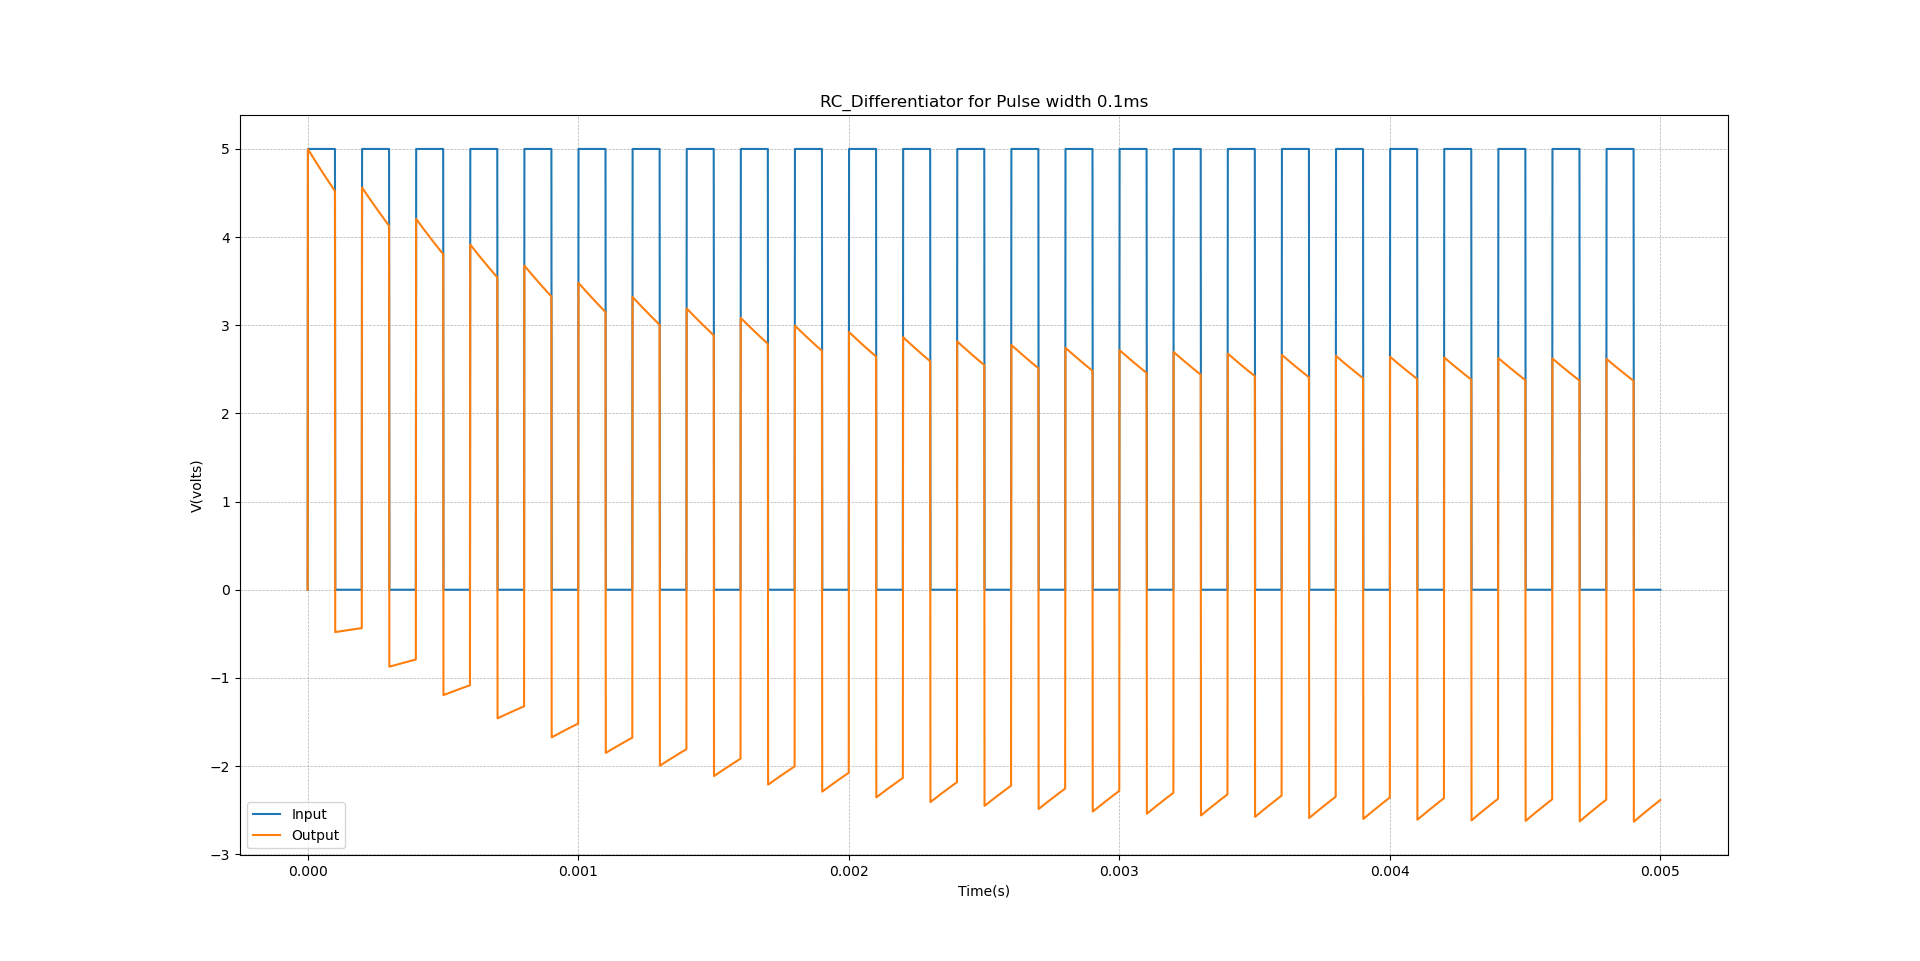 RC_Differentiator for Pulse width 0.1ms
5
4
3
2
1
0
−1
−2
−3
V(volts)
Input
Output
0.000 0.001 0.002 0.003 0.004 0.005
Time(s)